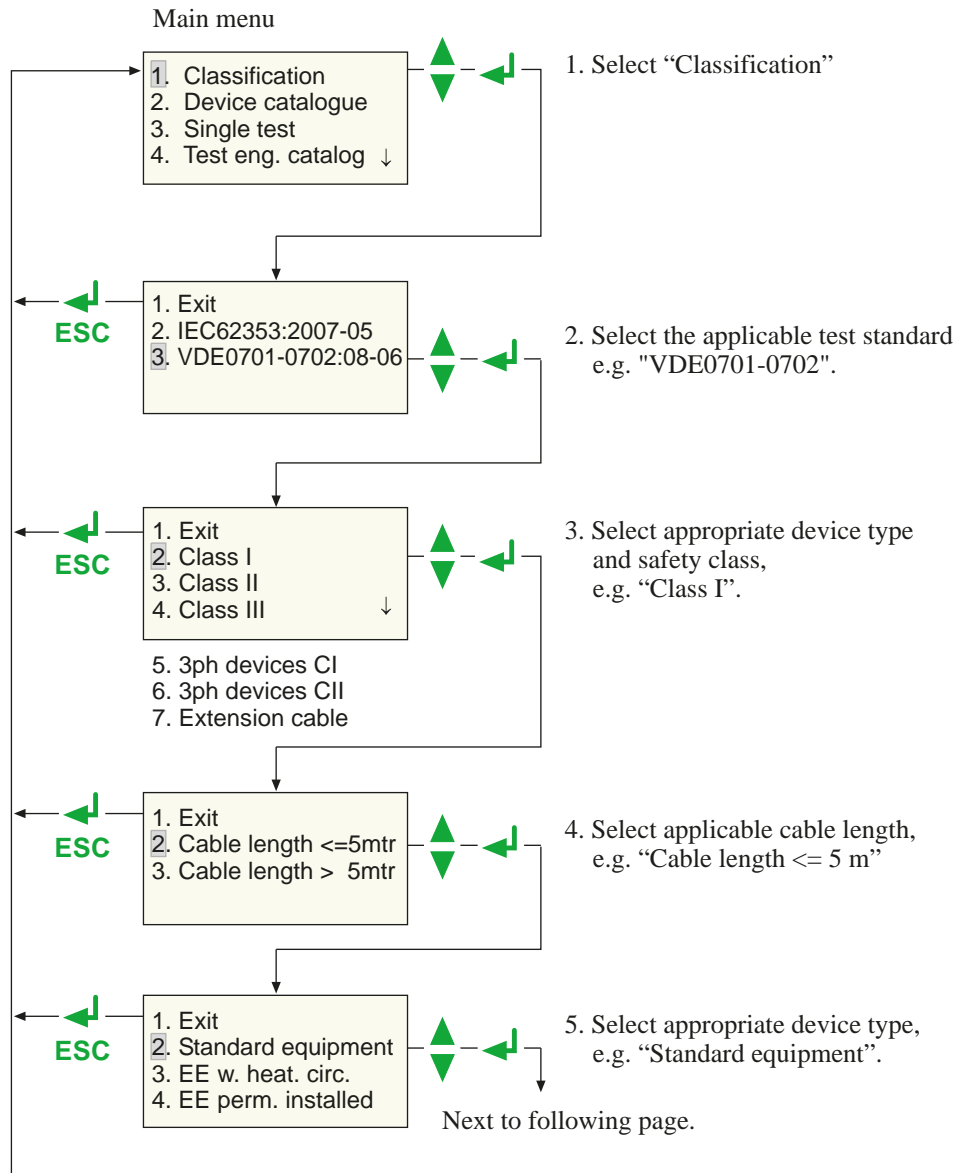 Main menu
1. Classification
2. Device catalogue
3. Single test
4. Test eng. catalog ↓
1. Select “Classification”
ESC
1. Exit
2. IEC62353:2007-05
3. VDE0701-0702:08-06
2. Select the applicable test standard
e.g. "VDE0701-0702".
ESC
1. Exit
2. Class I
3. Class II
4. Class III ↓
5. 3ph devices CI
6. 3ph devices CII
7. Extension cable
3. Select appropriate device type
and safety class,
e.g. “Class I”.
ESC
1. Exit
2. Cable length <=5mtr
3. Cable length > 5mtr
4. Select applicable cable length,
e.g. “Cable length <= 5 m”
ESC
1. Exit
2. Standard equipment
3. EE w. heat. circ.
4. EE perm. installed
5. Select appropriate device type,
e.g. “Standard equipment”.
Next to following page.